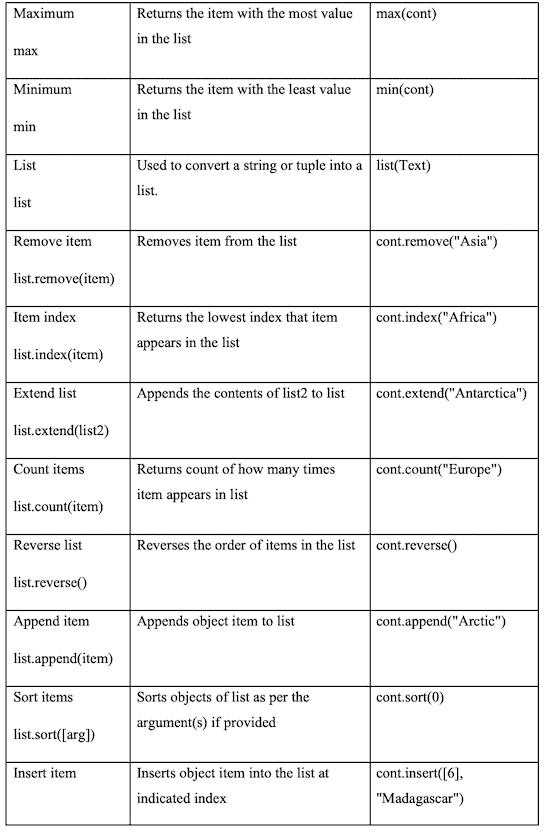 Maximum
max
Returns the item with the most value
in the list
max(cont)
Minimum
min
Returns the item with the least value
in the list
min(cont)
List
list
Used to convert a string or tuple into a
list.
list(Text)
Remove item
list.remove(item)
Removes item from the list
cont.remove("Asia")
Item index
list.index(item)
Returns the lowest index that item
appears in the list
cont.index("Africa")
Extend list
list.extend(list2)
Appends the contents of list2 to list
cont.extend("Antarctica")
Count items
list.count(item)
Returns count of how many times
item appears in list
cont.count("Europe")
Reverse list
list.reverse()
Reverses the order of items in the list
cont.reverse()
Append item
list.append(item)
Appends object item to list
cont.append("Arctic")
Sort items
list.sort([arg])
Sorts objects of list as per the
argument(s) if provided
cont.sort(0)
Insert item
Inserts object item into the list at
indicated index
cont.insert([6],
"Madagascar")